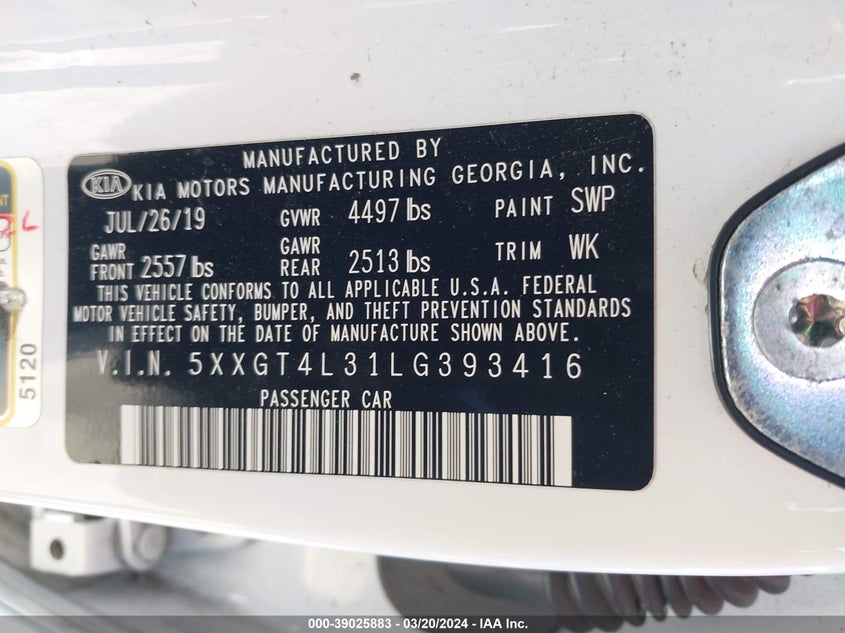 MANUFACTURED BY
KIA KIA MOTORS MANUFACTURING GEORGIA, INC.
JUL/26/19 GVWR 4497 lbs PAINT SWP
GAWR FRONT 2557 lbs GAWR REAR 2513 lbs TRIM WK
THIS VEHICLE CONFORMS TO ALL APPLICABLE U.S.A. FEDERAL
MOTOR VEHICLE SAFETY, BUMPER, AND THEFT PREVENTION STANDARDS
IN EFFECT ON THE DATE OF MANUFACTURE SHOWN ABOVE.
V.I.N. 5XXGT4L31LG393416
PASSENGER CAR
5120
000-39025883 / 03/20/2024 - IAA Inc.